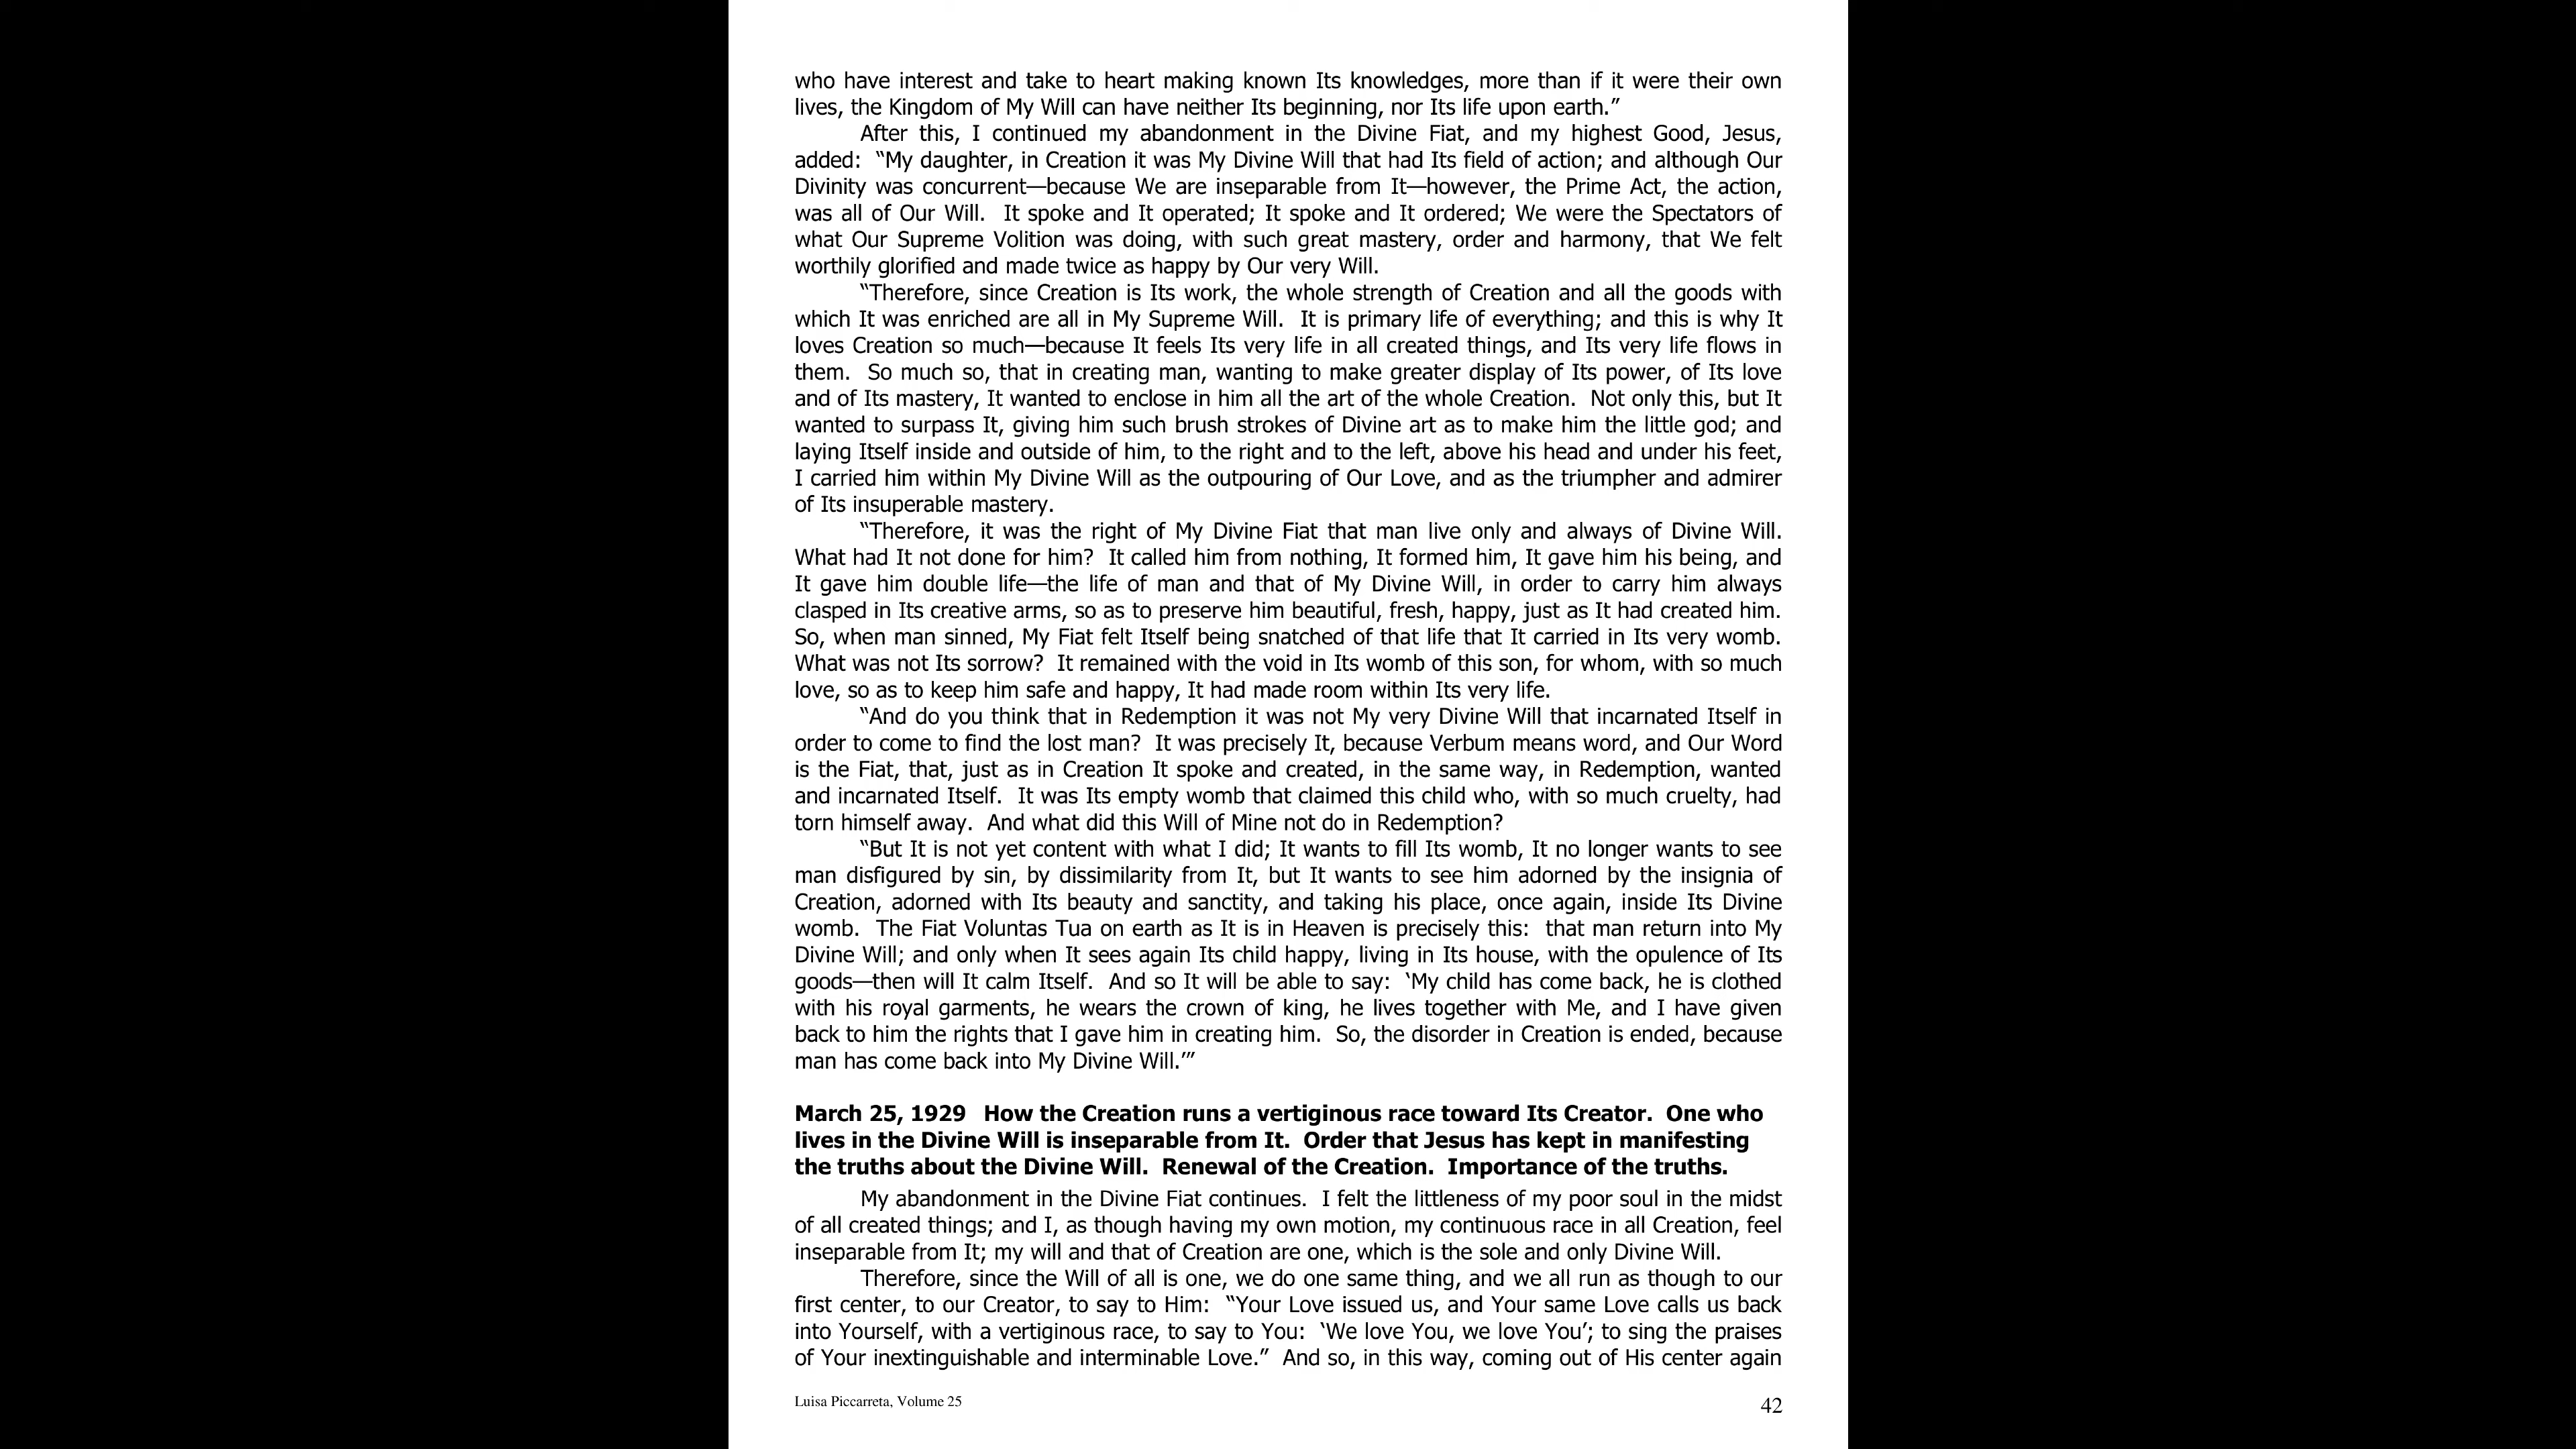 who have interest and take to heart making known Its knowledges, more than if it were their own
lives, the Kingdom of My Will can have neither Its beginning, nor Its life upon earth.”
After this, I continued my abandonment in the Divine Fiat, and my highest Good, Jesus,
added:  “My daughter, in Creation it was My Divine Will that had Its field of action; and although Our
Divinity was concurrent—because We are inseparable from It—however, the Prime Act, the action,
was all of Our Will.  It spoke and It operated; It spoke and It ordered; We were the Spectators of
what Our Supreme Volition was doing, with such great mastery, order and harmony, that We felt
worthily glorified and made twice as happy by Our very Will.
“Therefore, since Creation is Its work, the whole strength of Creation and all the goods with
which It was enriched are all in My Supreme Will.  It is primary life of everything; and this is why It
loves Creation so much—because It feels Its very life in all created things, and Its very life flows in
them.  So much so, that in creating man, wanting to make greater display of Its power, of Its love
and of Its mastery, It wanted to enclose in him all the art of the whole Creation.  Not only this, but It
wanted to surpass It, giving him such brush strokes of Divine art as to make him the little god; and
laying Itself inside and outside of him, to the right and to the left, above his head and under his feet,
I carried him within My Divine Will as the outpouring of Our Love, and as the triumpher and admirer
of Its insuperable mastery.
“Therefore, it was the right of My Divine Fiat that man live only and always of Divine Will.
What had It not done for him?  It called him from nothing, It formed him, It gave him his being, and
It gave him double life—the life of man and that of My Divine Will, in order to carry him always
clasped in Its creative arms, so as to preserve him beautiful, fresh, happy, just as It had created him.
So, when man sinned, My Fiat felt Itself being snatched of that life that It carried in Its very womb.
What was not Its sorrow?  It remained with the void in Its womb of this son, for whom, with so much
love, so as to keep him safe and happy, It had made room within Its very life.
“And do you think that in Redemption it was not My very Divine Will that incarnated Itself in
order to come to find the lost man?  It was precisely It, because Verbum means word, and Our Word
is the Fiat, that, just as in Creation It spoke and created, in the same way, in Redemption, wanted
and incarnated Itself.  It was Its empty womb that claimed this child who, with so much cruelty, had
torn himself away.  And what did this Will of Mine not do in Redemption?
“But It is not yet content with what I did; It wants to fill Its womb, It no longer wants to see
man disfigured by sin, by dissimilarity from It, but It wants to see him adorned by the insignia of
Creation, adorned with Its beauty and sanctity, and taking his place, once again, inside Its Divine
womb.  The Fiat Voluntas Tua on earth as It is in Heaven is precisely this:  that man return into My
Divine Will; and only when It sees again Its child happy, living in Its house, with the opulence of Its
goods—then will It calm Itself.  And so It will be able to say:  ‘My child has come back, he is clothed
with his royal garments, he wears the crown of king, he lives together with Me, and I have given
back to him the rights that I gave him in creating him.  So, the disorder in Creation is ended, because
man has come back into My Divine Will.’”
March 25, 1929   How the Creation runs a vertiginous race toward Its Creator.  One who
lives in the Divine Will is inseparable from It.  Order that Jesus has kept in manifesting
the truths about the Divine Will.  Renewal of the Creation.  Importance of the truths.
My abandonment in the Divine Fiat continues.  I felt the littleness of my poor soul in the midst
of all created things; and I, as though having my own motion, my continuous race in all Creation, feel
inseparable from It; my will and that of Creation are one, which is the sole and only Divine Will.
Therefore, since the Will of all is one, we do one same thing, and we all run as though to our
first center, to our Creator, to say to Him:  “Your Love issued us, and Your same Love calls us back
into Yourself, with a vertiginous race, to say to You:  ‘We love You, we love You’; to sing the praises
of Your inextinguishable and interminable Love.”  And so, in this way, coming out of His center again
Luisa Piccarreta, Volume 25
42